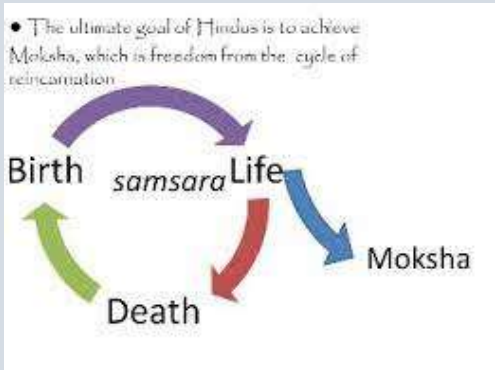 • The ultimate goal of Hindus is to achieve
Moksha, which is freedom from the cycle of
reincarnation
Birth samsara Life
Moksha
Death